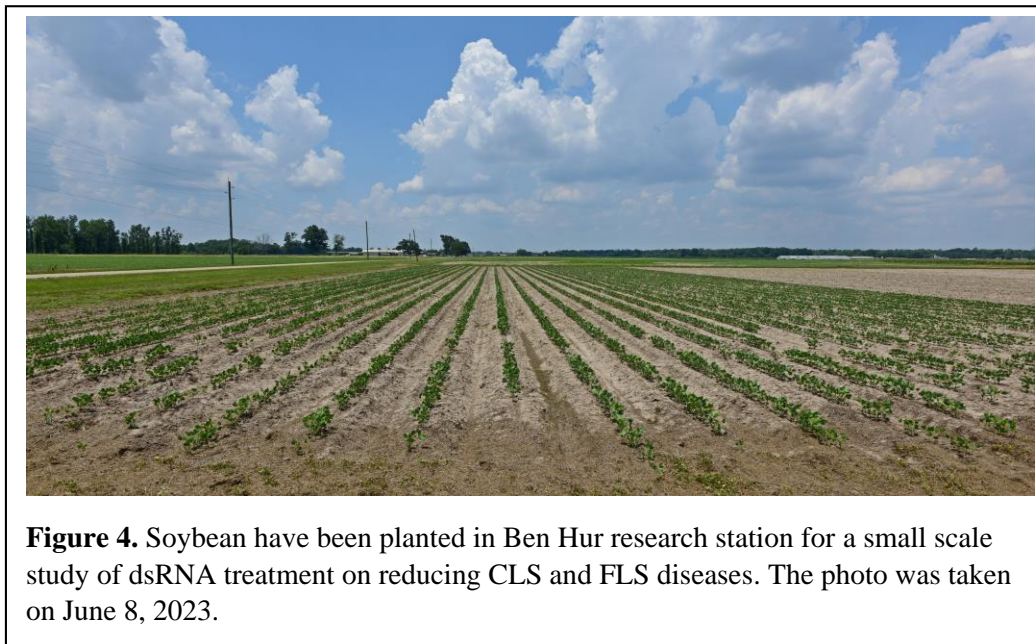 Figure 4. Soybean have been planted in Ben Hur research station for a small scale
study of dsRNA treatment on reducing CLS and FLS diseases. The photo was taken
on June 8, 2023.